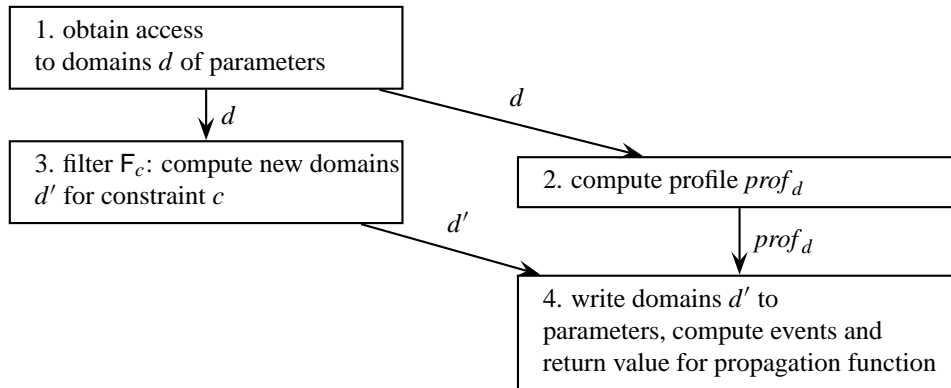 1. obtain access
to domains d of parameters
d
d
3. filter F_c: compute new domains
d′ for constraint c
2. compute profile prof_d
d′
prof_d
4. write domains d′ to
parameters, compute events and
return value for propagation function